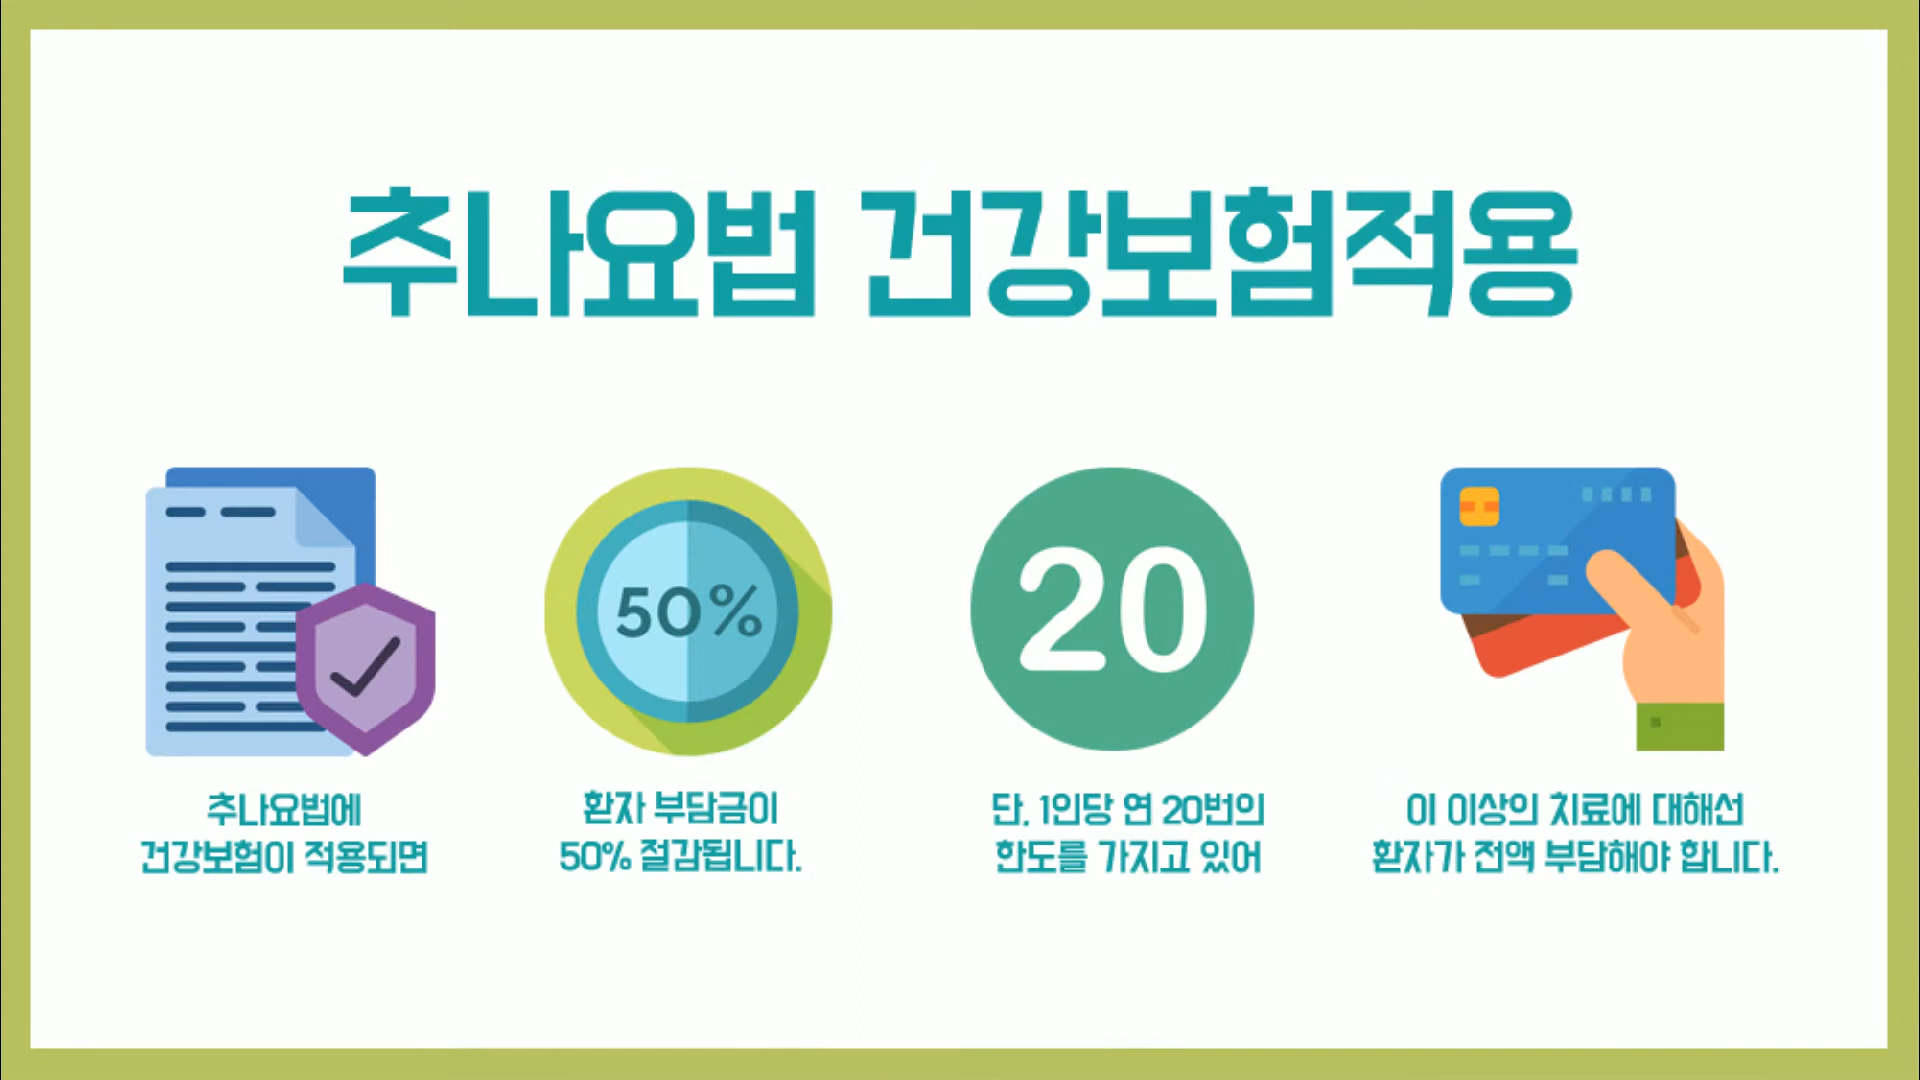 추나요법 건강보험적용
50%
20
추나요법에
건강보험이 적용되면
환자 부담금이
50% 절감됩니다.
단, 1인당 연 20번의
한도를 가지고 있어
이 이상의 치료에 대해선
환자가 전액 부담해야 합니다.